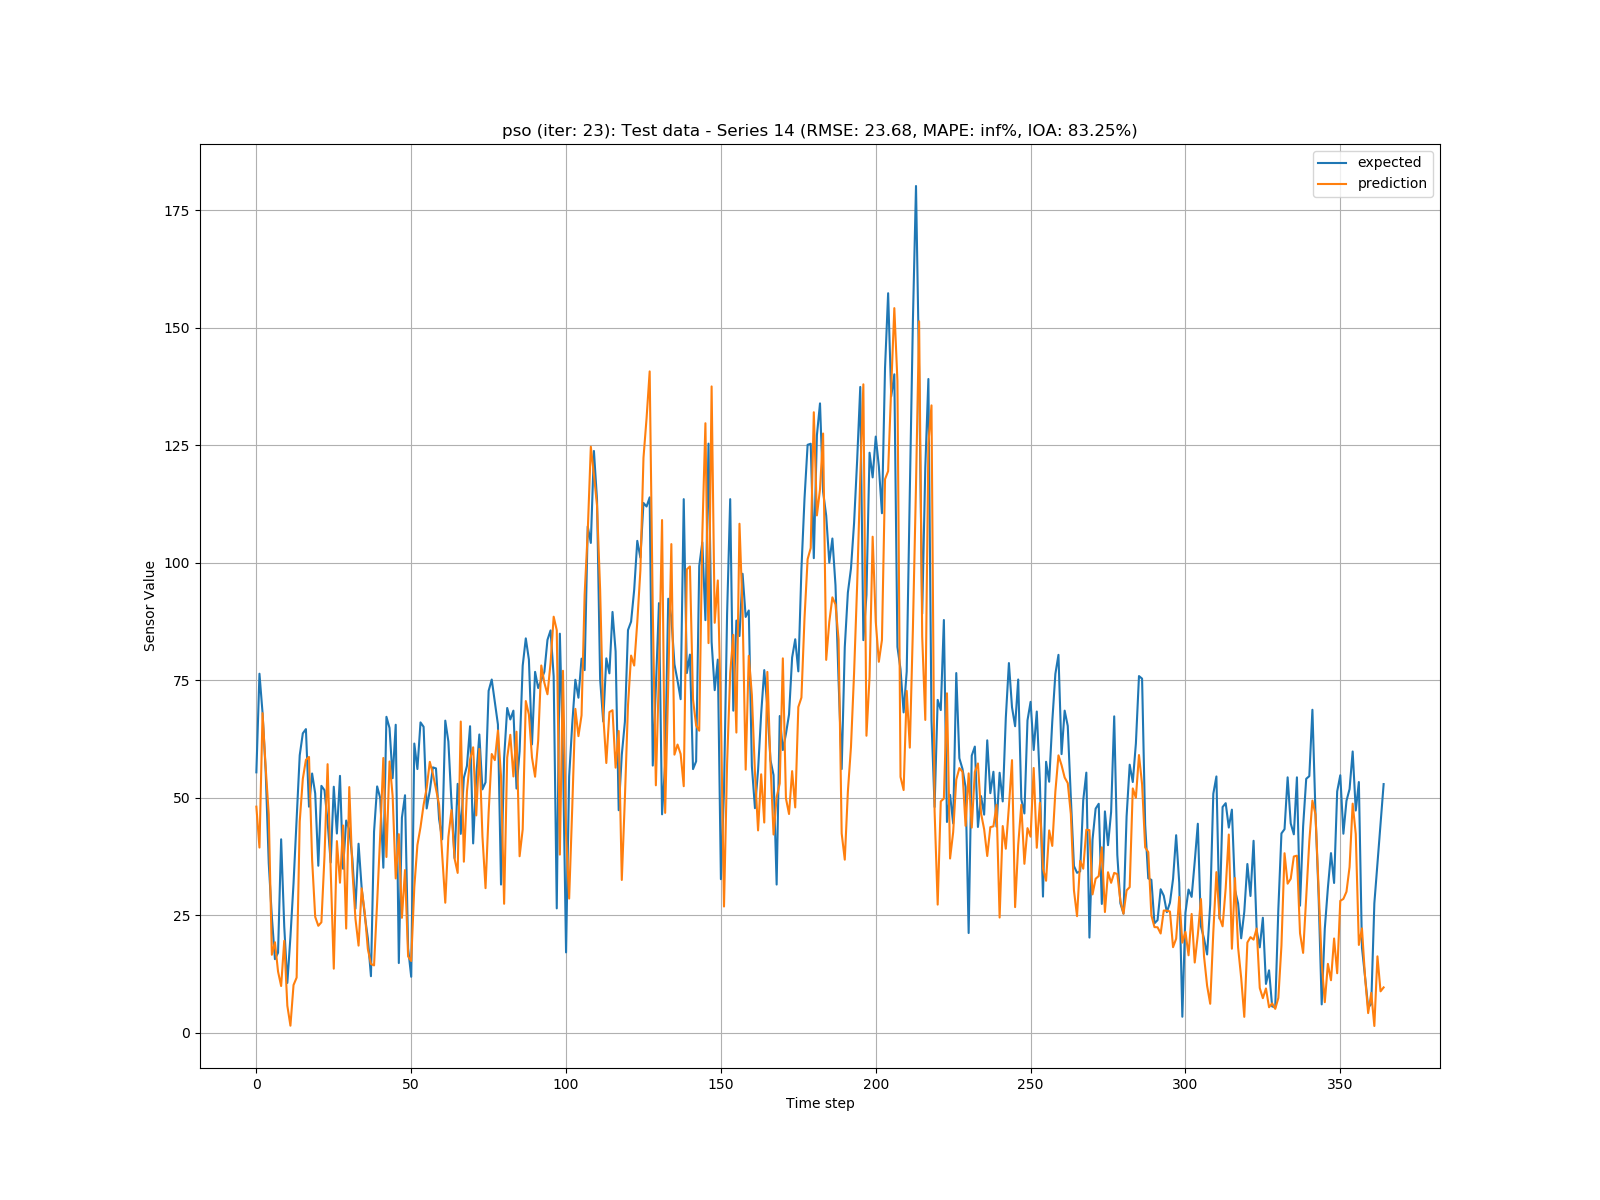 pso (iter: 23): Test data - Series 14 (RMSE: 23.68, MAPE: inf%, IOA: 83.25%)
expected
prediction
175
150
125
100
75
50
25
0
Sensor Value
0 50 100 150 200 250 300 350
Time step